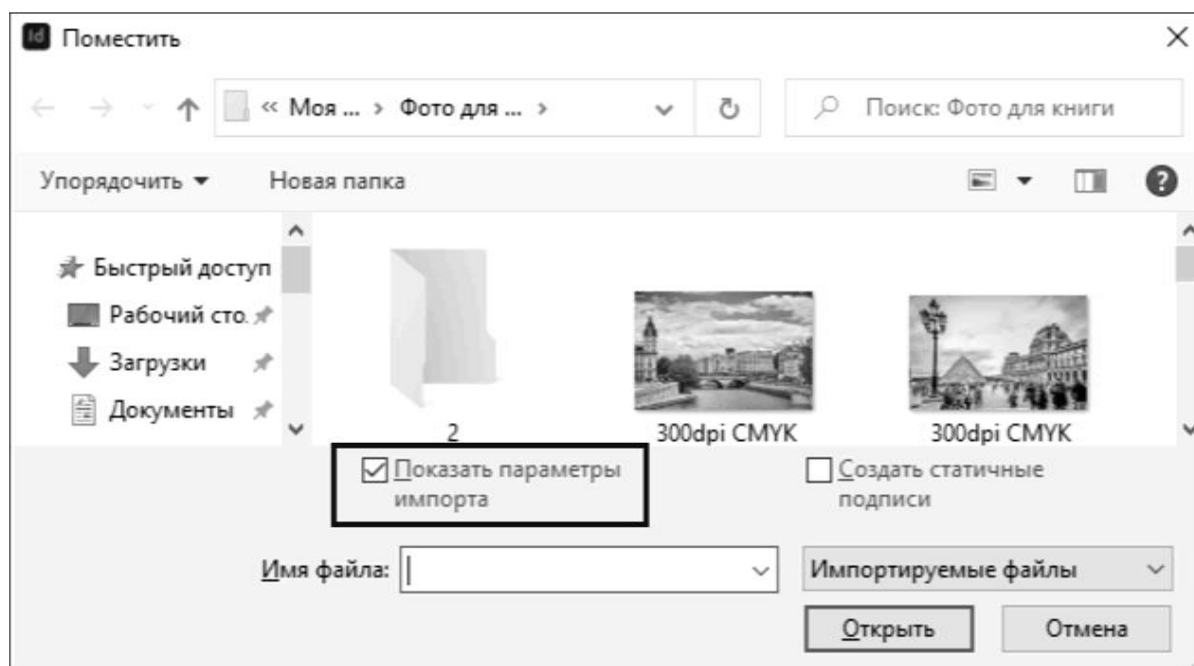 Id Поместить
« Моя ... › Фото для ... ›
Поиск: Фото для книги
Упорядочить
Новая папка
?
Быстрый доступ
Рабочий сто.
Загрузки
Документы
2
300dpi CMYK
300dpi CMYK
Показать параметры
импорта
Создать статичные
подписи
Имя файла:
Импортируемые файлы
Открыть
Отмена